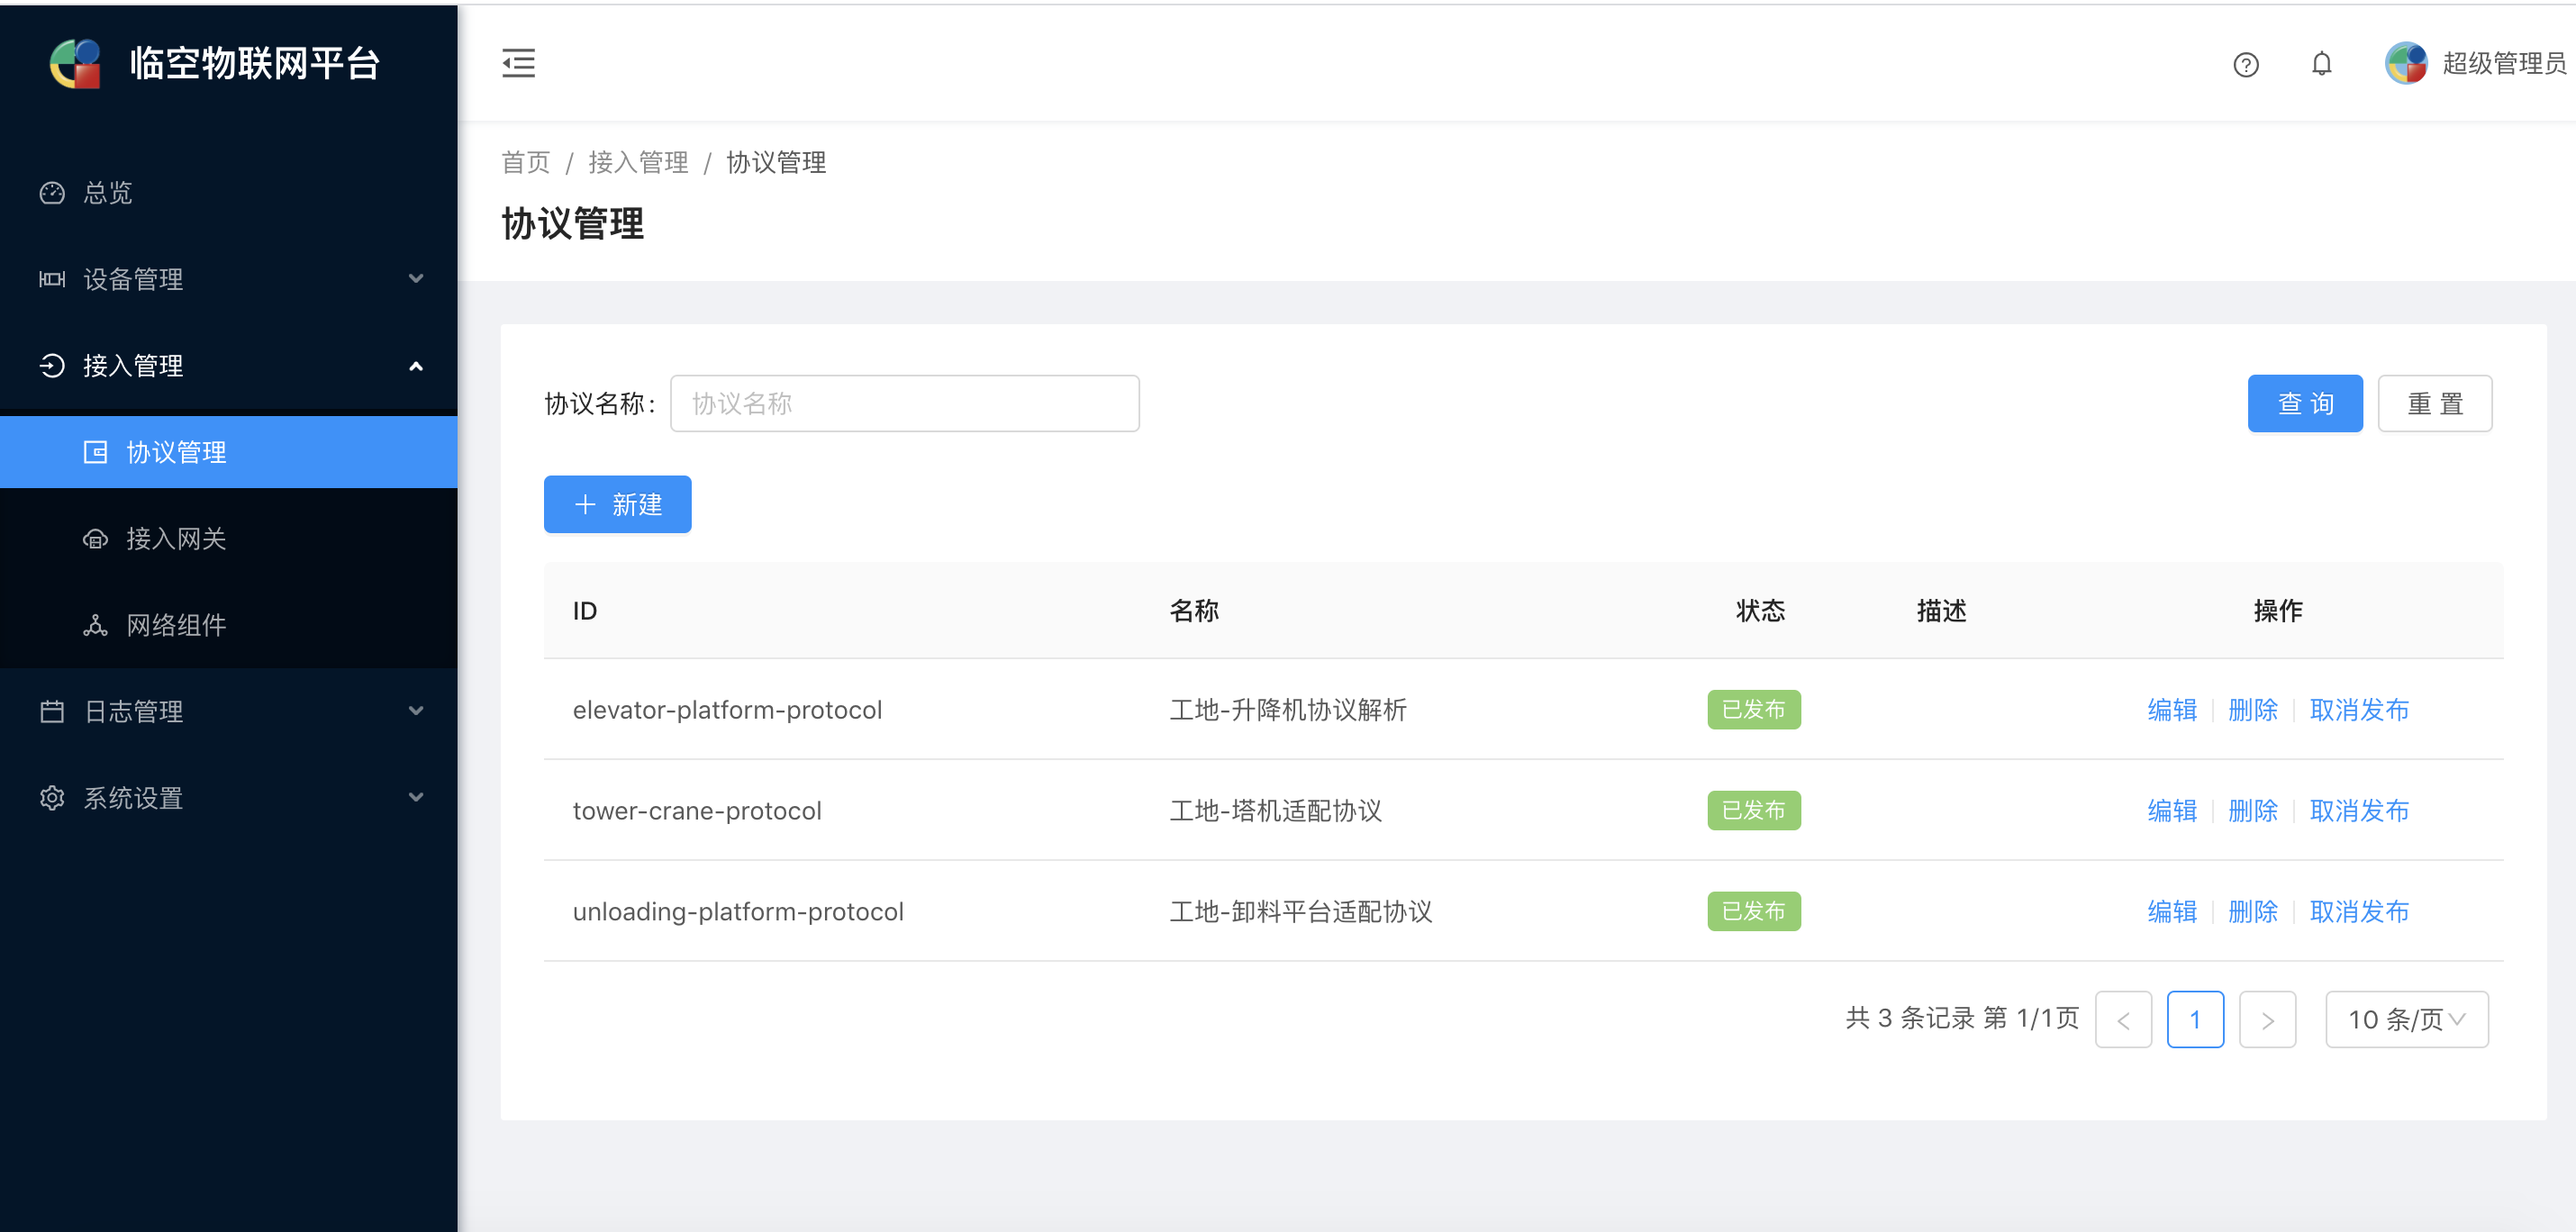 临空物联网平台
超级管理员
总览
设备管理
接入管理
协议管理
接入网关
网络组件
日志管理
系统设置
首页 / 接入管理 / 协议管理
协议管理
协议名称: 协议名称
查 询 重 置
新建
ID 名称 状态 描述 操作
elevator-platform-protocol 工地-升降机协议解析 已发布 编辑 删除 取消发布
tower-crane-protocol 工地-塔机适配协议 已发布 编辑 删除 取消发布
unloading-platform-protocol 工地-卸料平台适配协议 已发布 编辑 删除 取消发布
共 3 条记录 第 1/1页 < 1 > 10 条/页